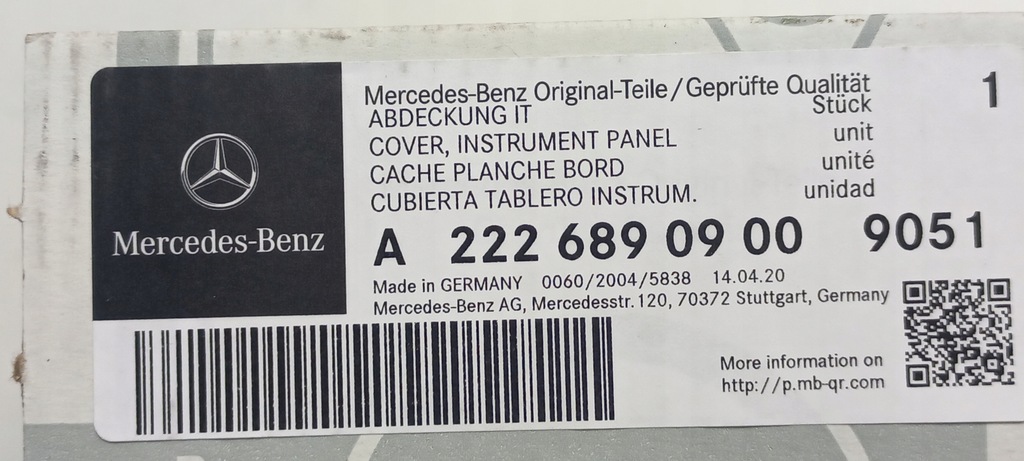 Mercedes-Benz
Mercedes-Benz Original-Teile/Geprüfte Qualität
ABDECKUNG IT Stück 1
COVER, INSTRUMENT PANEL unit
CACHE PLANCHE BORD unité
CUBIERTA TABLERO INSTRUM. unidad
A 222 689 09 00 9051
Made in GERMANY 0060/2004/5838 14.04.20
Mercedes-Benz AG, Mercedesstr. 120, 70372 Stuttgart, Germany
More information on
http://p.mb-qr.com